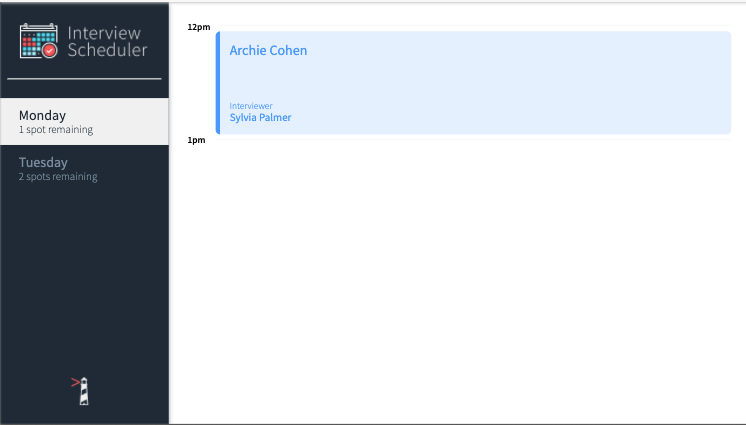 Interview
Scheduler
Monday
1 spot remaining
Tuesday
2 spots remaining
12pm
Archie Cohen
Interviewer
Sylvia Palmer
1pm